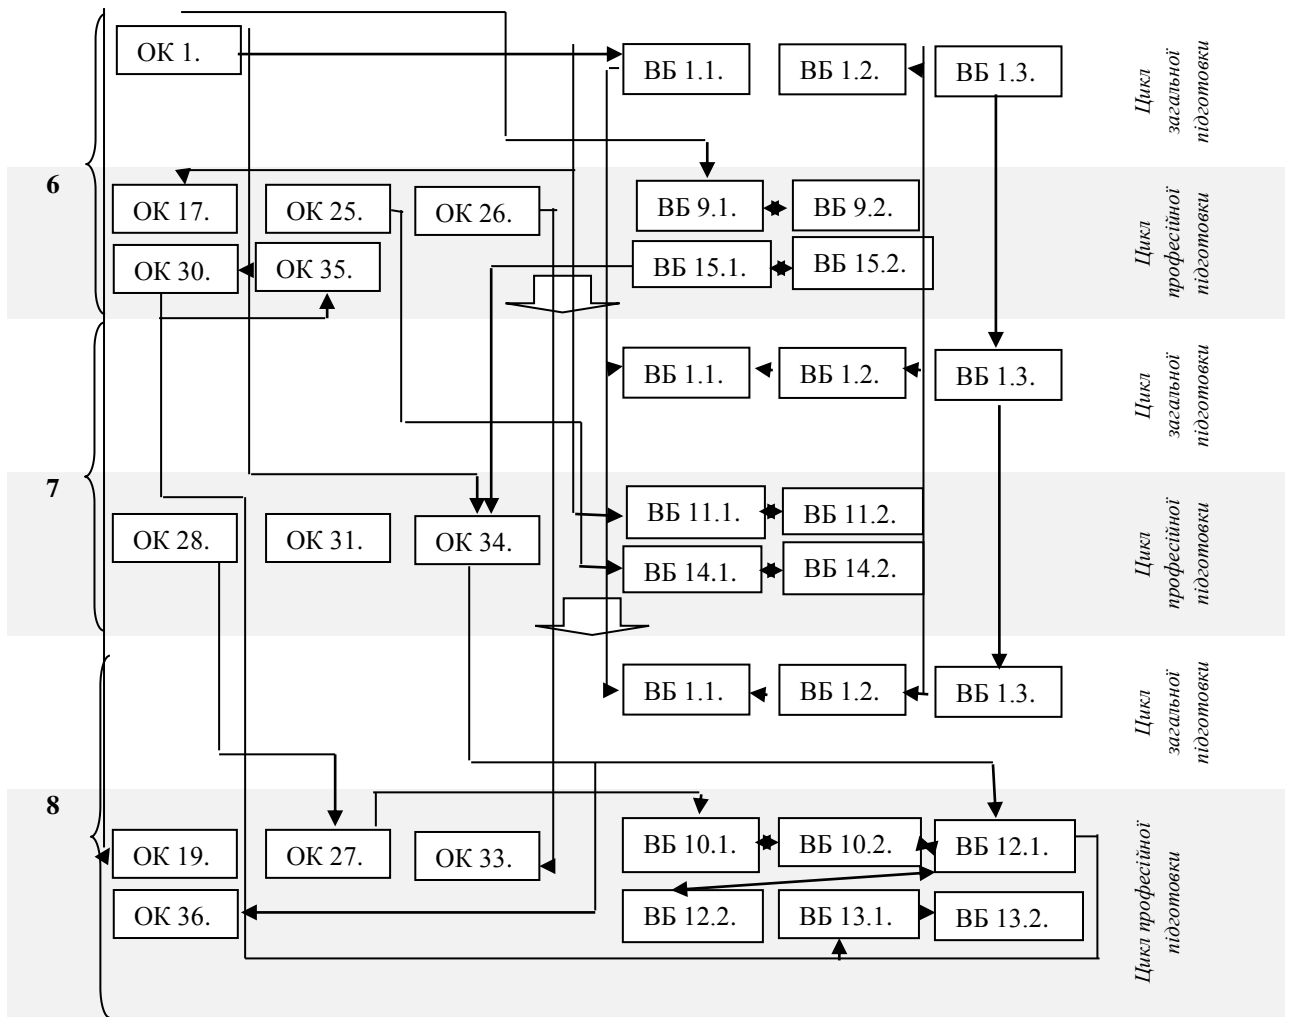 ОК 1.
ВБ 1.1.
ВБ 1.2.
ВБ 1.3.
Цикл
загальної
підготовки
6
ОК 17.
ОК 25.
ОК 26.
ВБ 9.1.
ВБ 9.2.
ОК 30.
ОК 35.
ВБ 15.1.
ВБ 15.2.
Цикл
професійної
підготовки
ВБ 1.1.
ВБ 1.2.
ВБ 1.3.
Цикл
загальної
підготовки
7
ВБ 11.1.
ВБ 11.2.
ОК 28.
ОК 31.
ОК 34.
ВБ 14.1.
ВБ 14.2.
Цикл
професійної
підготовки
ВБ 1.1.
ВБ 1.2.
ВБ 1.3.
Цикл
загальної
підготовки
8
ОК 19.
ОК 27.
ОК 33.
ВБ 10.1.
ВБ 10.2.
ВБ 12.1.
ОК 36.
ВБ 12.2.
ВБ 13.1.
ВБ 13.2.
Цикл професійної
підготовки